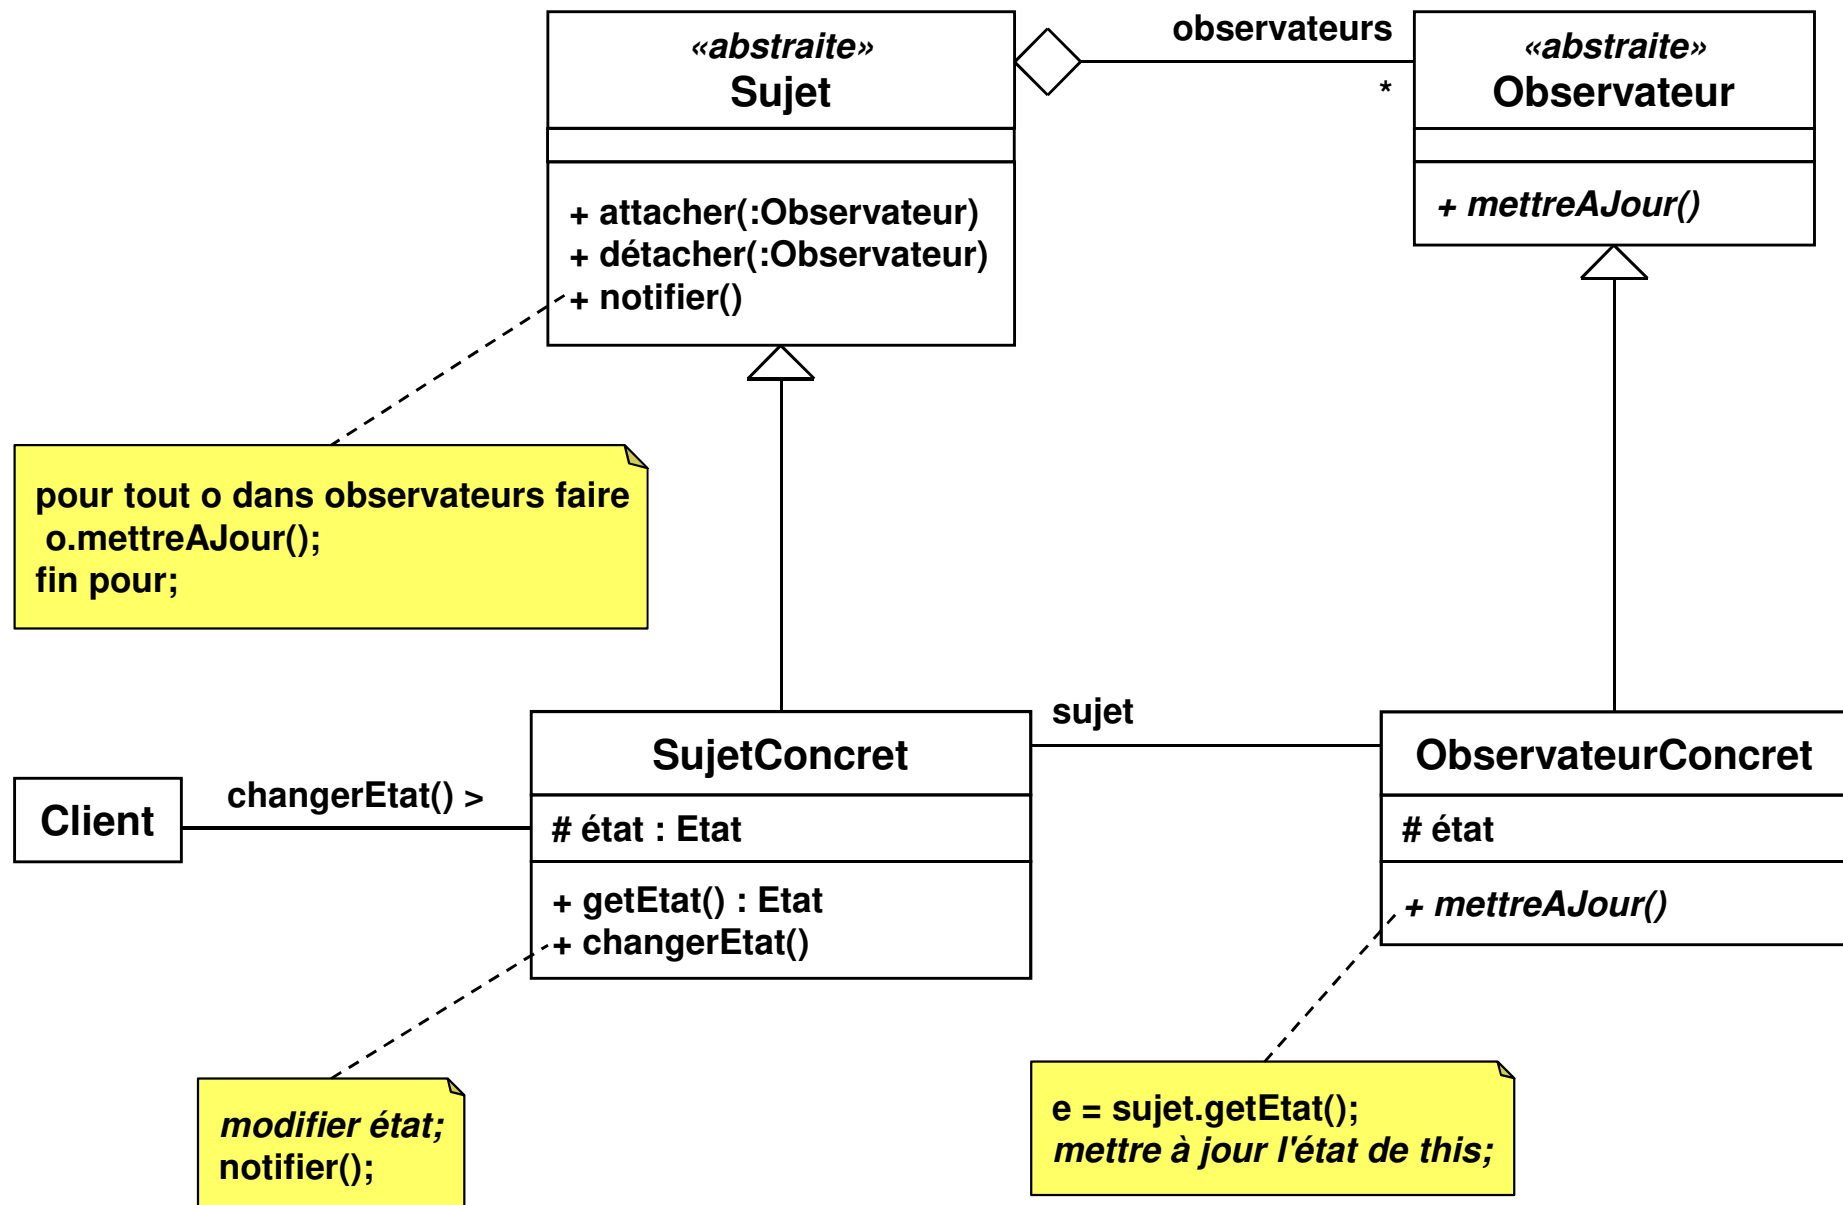 «abstraite»
Sujet
+ attacher(:Observateur)
+ détacher(:Observateur)
+ notifier()
observateurs
*
«abstraite»
Observateur
+ mettreAJour()
pour tout o dans observateurs faire
o.mettreAJour();
fin pour;
Client
changerEtat() >
SujetConcret
# état : Etat
+ getEtat() : Etat
+ changerEtat()
sujet
ObservateurConcret
# état
+ mettreAJour()
modifier état;
notifier();
e = sujet.getEtat();
mettre à jour l'état de this;